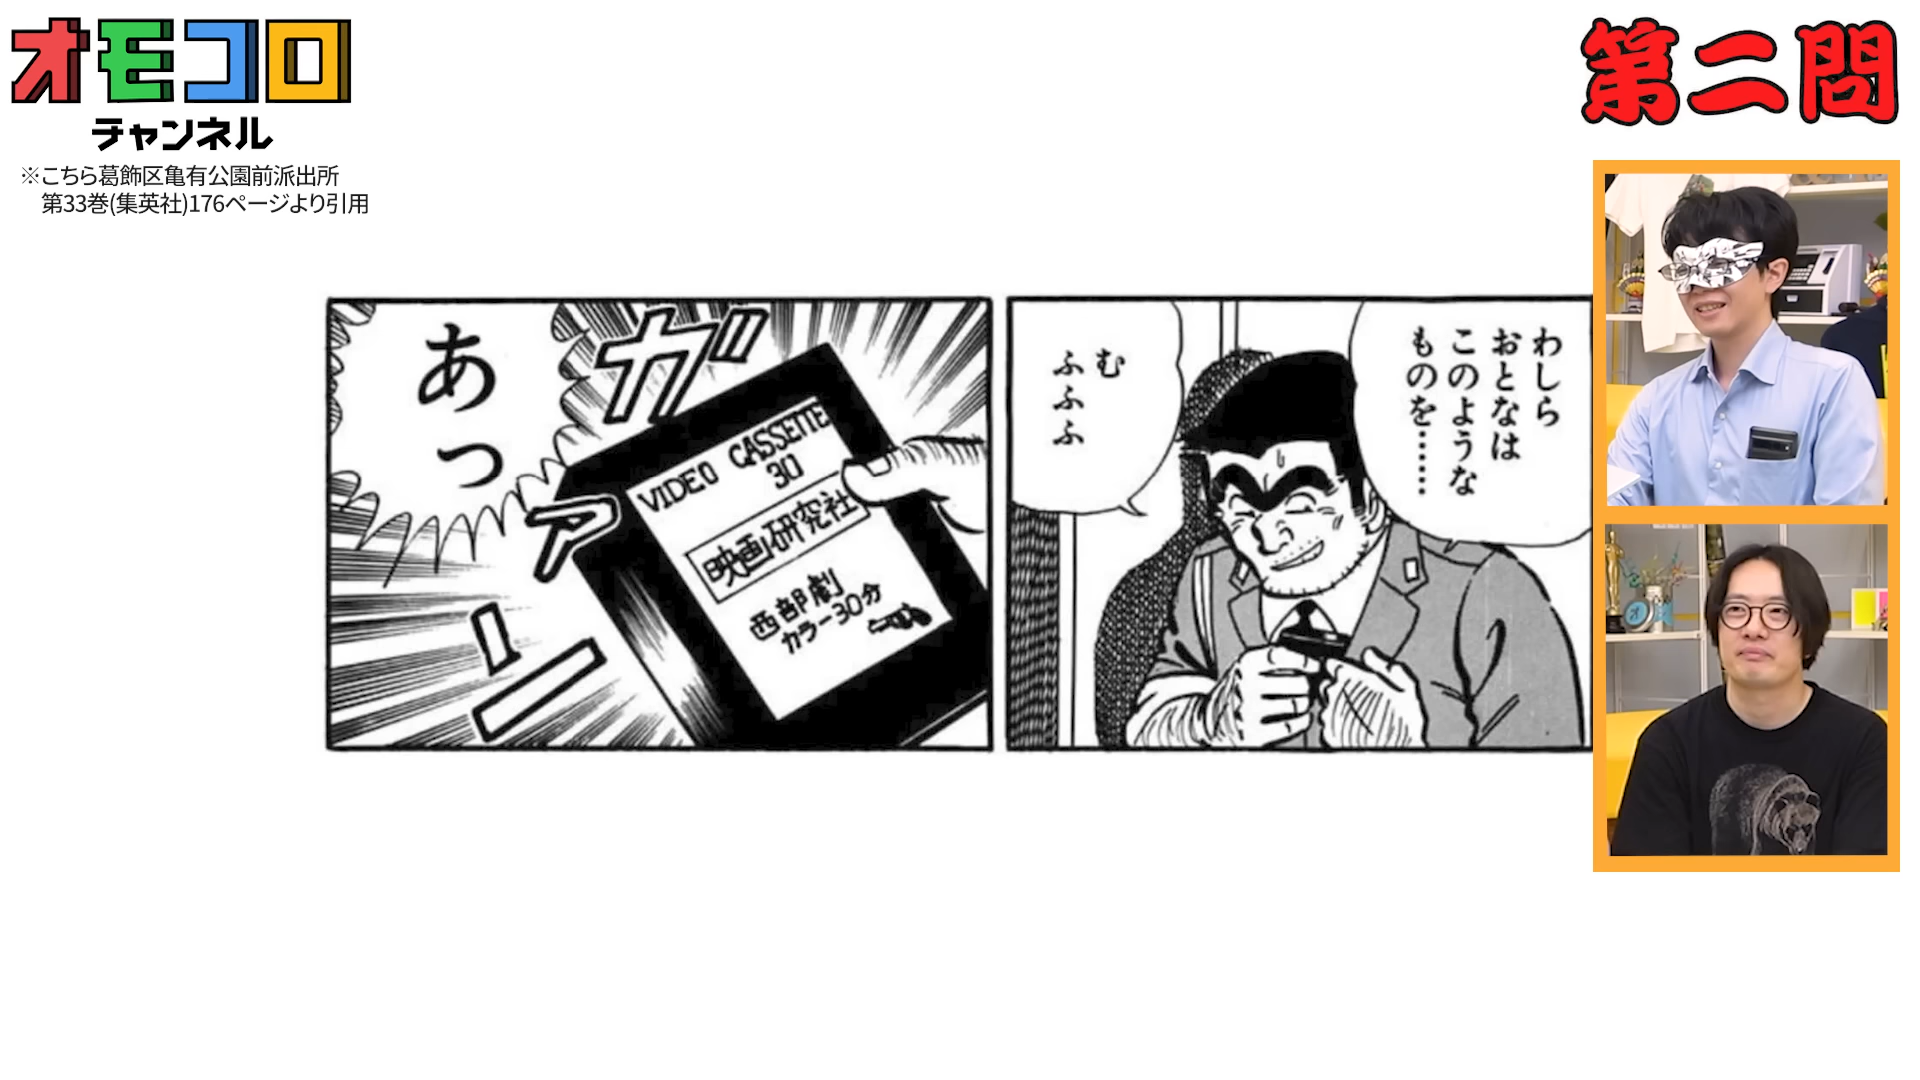 オモコロ
チャンネル
※こちら葛飾区亀有公園前派出所
第33巻(集英社)176ページより引用
第二問
わしら
おとなは
このような
ものを……
む
ふふふ
ガ
ァ
ーン
あっ
VIDEO CASSETTE
30
映画研究社
西部劇
カラー30分